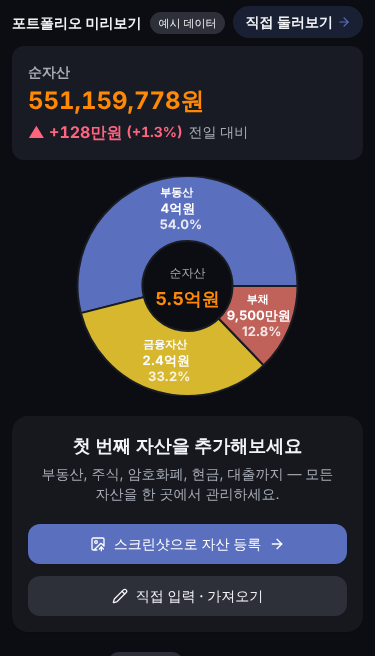 포트폴리오 미리보기 예시 데이터 직접 둘러보기 →
순자산
551,159,778원
▲ +128만원 (+1.3%) 전일 대비
부동산
4억원
54.0%
순자산
5.5억원
부채
9,500만원
12.8%
금융자산
2.4억원
33.2%
첫 번째 자산을 추가해보세요
부동산, 주식, 암호화폐, 현금, 대출까지 — 모든
자산을 한 곳에서 관리하세요.
스크린샷으로 자산 등록 →
직접 입력 · 가져오기